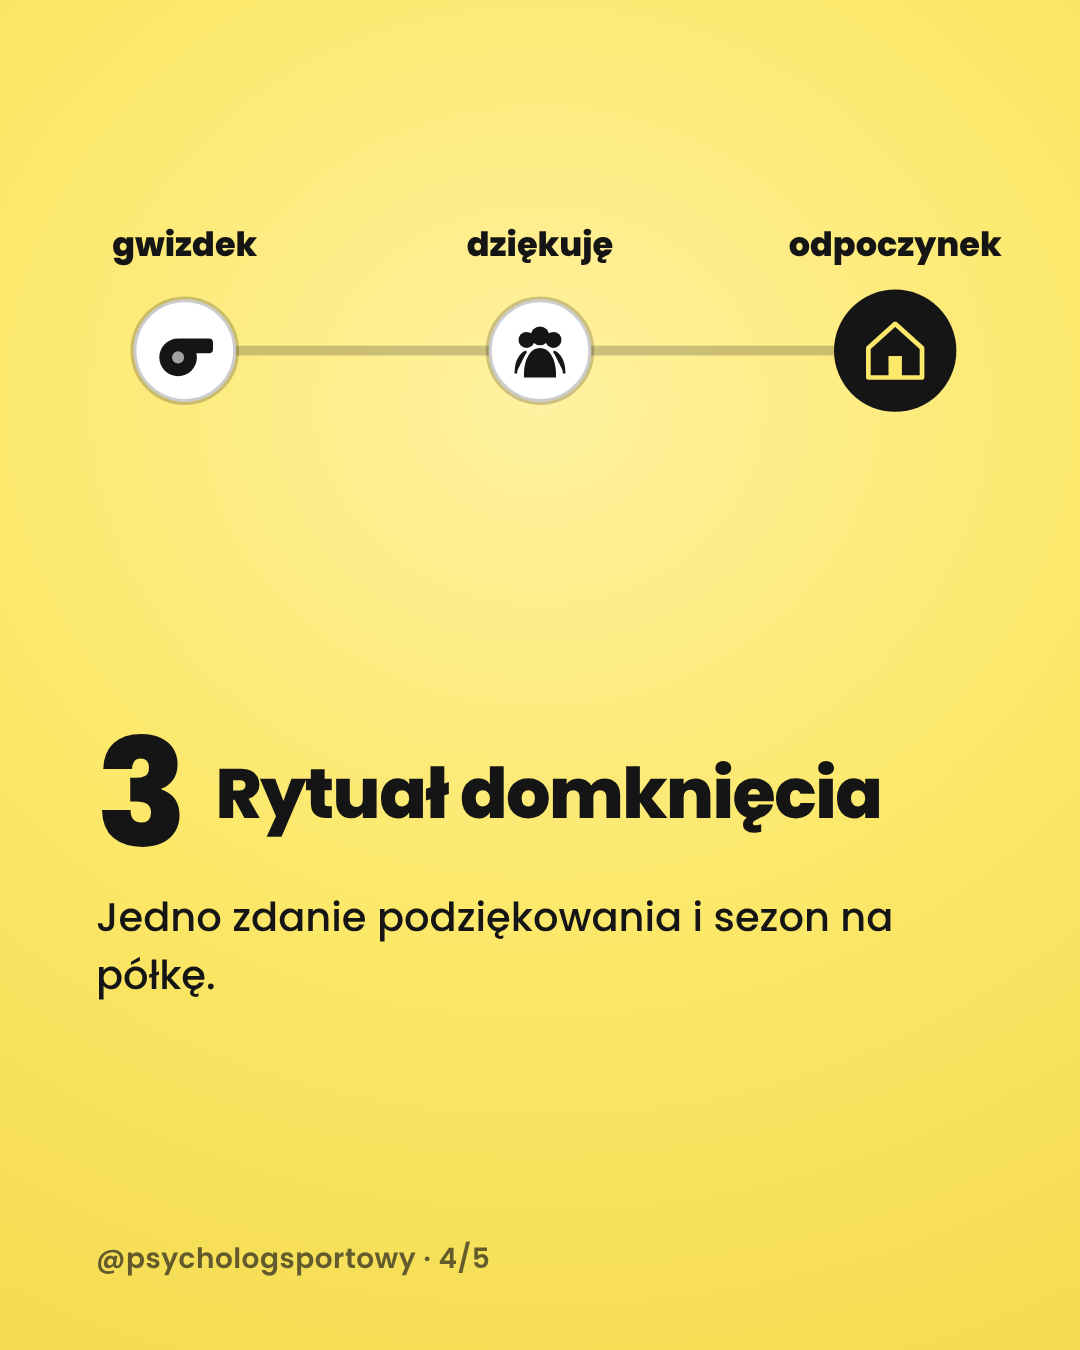 gwizdek dziękuję odpoczynek
3 Rytuał domknięcia
Jedno zdanie podziękowania i sezon na
półkę.
@psychologsportowy · 4/5